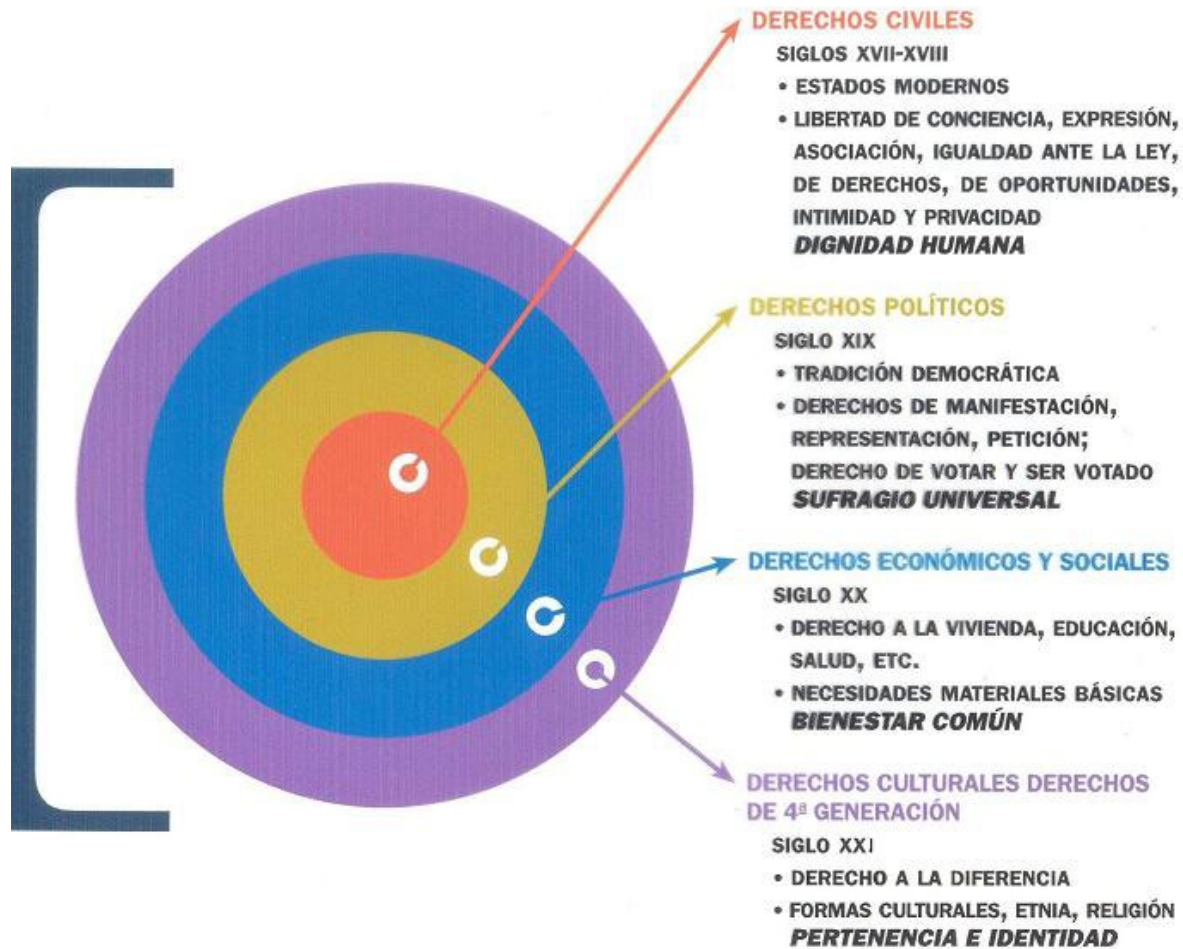 DERECHOS CIVILES
SIGLOS XVII-XVIII
• ESTADOS MODERNOS
• LIBERTAD DE CONCIENCIA, EXPRESIÓN,
ASOCIACIÓN, IGUALDAD ANTE LA LEY,
DE DERECHOS, DE OPORTUNIDADES,
INTIMIDAD Y PRIVACIDAD
DIGNIDAD HUMANA
DERECHOS POLÍTICOS
SIGLO XIX
• TRADICIÓN DEMOCRÁTICA
• DERECHOS DE MANIFESTACIÓN,
REPRESENTACIÓN, PETICIÓN;
DERECHO DE VOTAR Y SER VOTADO
SUFRAGIO UNIVERSAL
DERECHOS ECONÓMICOS Y SOCIALES
SIGLO XX
• DERECHO A LA VIVIENDA, EDUCACIÓN,
SALUD, ETC.
• NECESIDADES MATERIALES BÁSICAS
BIENESTAR COMÚN
DERECHOS CULTURALES DERECHOS
DE 4ª GENERACIÓN
SIGLO XXI
• DERECHO A LA DIFERENCIA
• FORMAS CULTURALES, ETNIA, RELIGIÓN
PERTENENCIA E IDENTIDAD